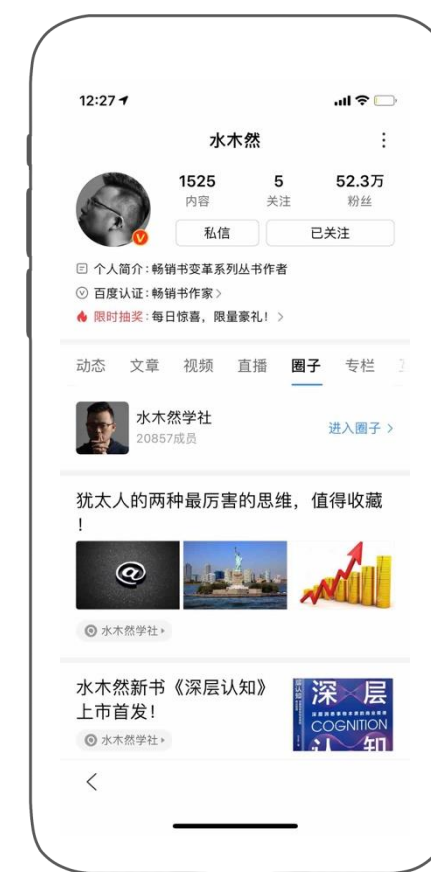 12:27
水木然
1525 5 52.3万
内容 关注 粉丝
私信 已关注
个人简介：畅销书变革系列丛书作者
百度认证：畅销书作家>
限时抽奖：每日惊喜，限量豪礼！>
动态 文章 视频 直播 圈子 专栏
水木然学社
20857成员
进入圈子 >
犹太人的两种最厉害的思维，值得收藏
！
@
水木然学社
水木然新书《深层认知》
上市首发！
水木然学社
深层
COGNITION
认知